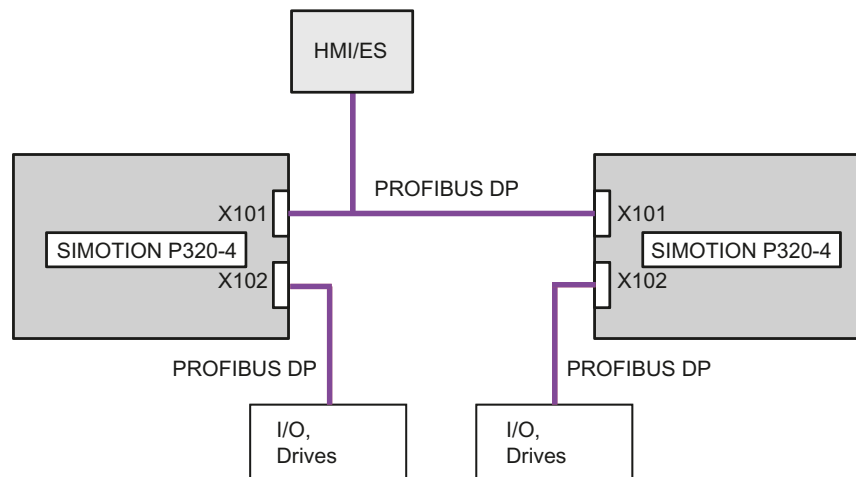 HMI/ES
PROFIBUS DP
X101
X101
SIMOTION P320-4
SIMOTION P320-4
X102
X102
PROFIBUS DP
PROFIBUS DP
I/O,
Drives
I/O,
Drives